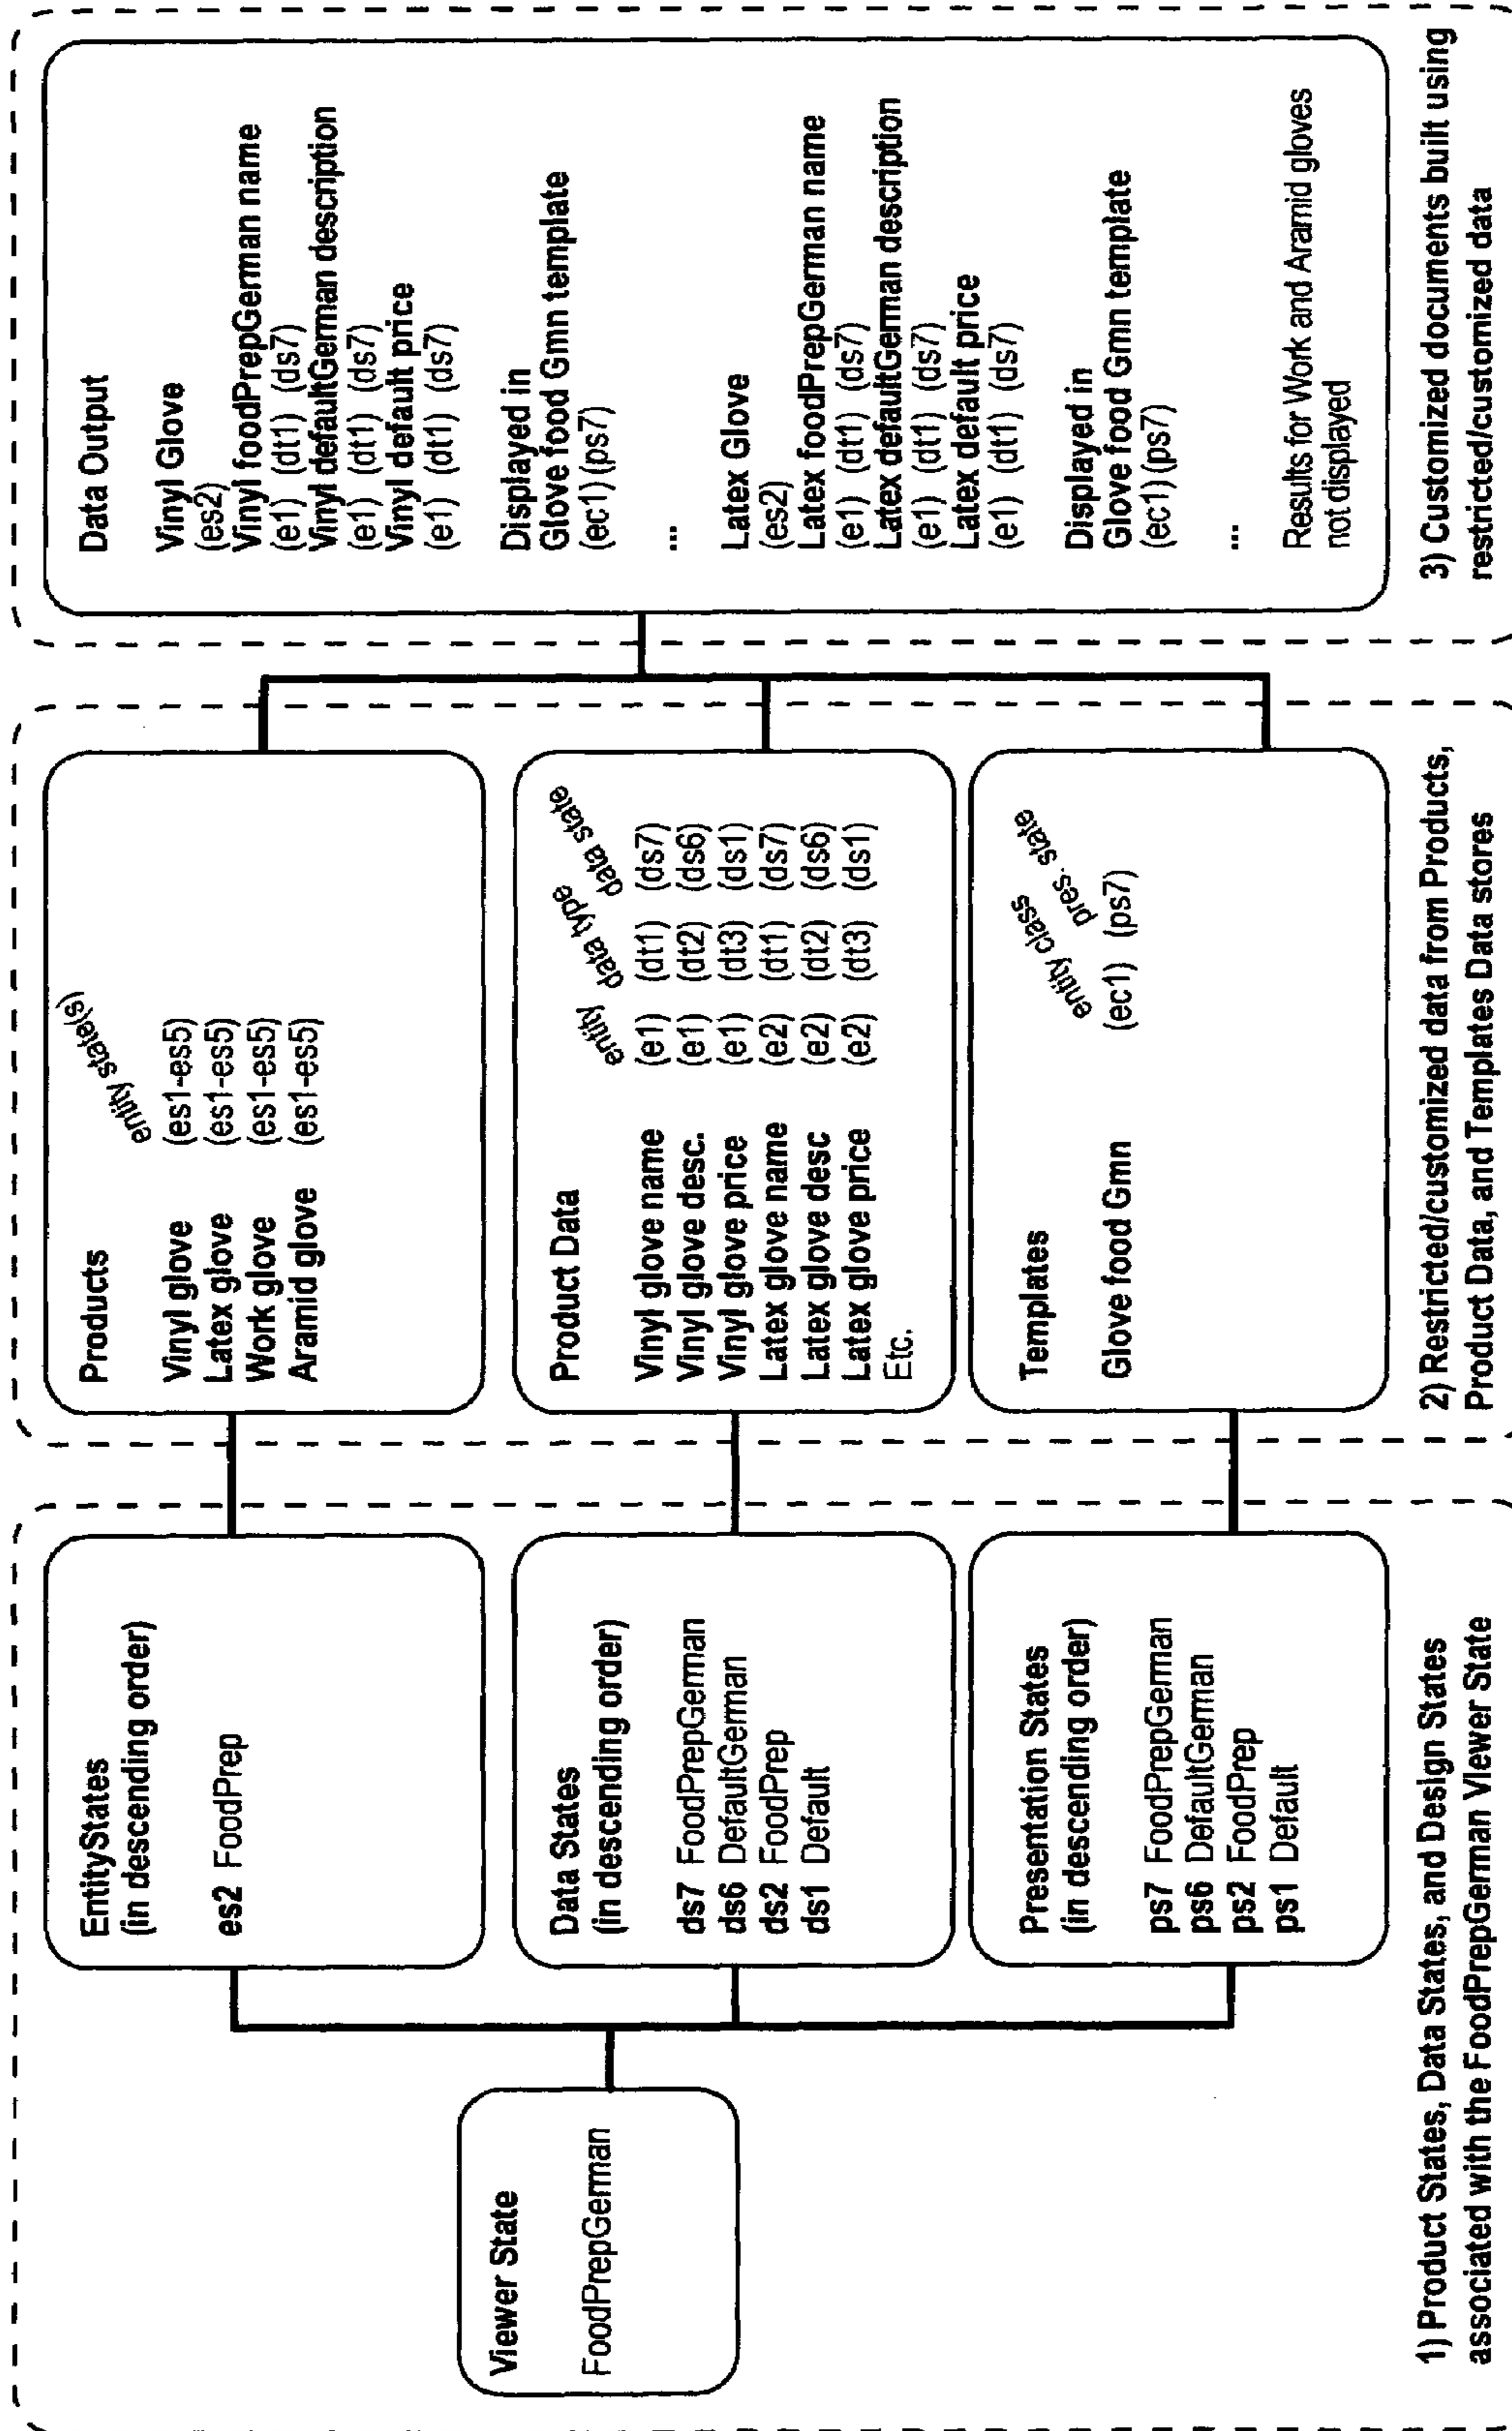 Viewer State
FoodPrepGerman
EntityStates
(in descending order)
es2 FoodPrep
Data States
(in descending order)
ds7 FoodPrepGerman
ds6 DefaultGerman
ds2 FoodPrep
ds1 Default
Presentation States
(in descending order)
ps7 FoodPrepGerman
ps6 DefaultGerman
ps2 FoodPrep
ps1 Default
1) Product States, Data States, and Design States
associated with the FoodPrepGerman Viewer State
Products
entity state(s)
Vinyl glove (es1-es5)
Latex glove (es1-es5)
Work glove (es1-es5)
Aramid glove (es1-es5)
Product Data
entity data type data state
Vinyl glove name (e1) (dt1) (ds7)
Vinyl glove desc. (e1) (dt2) (ds6)
Vinyl glove price (e1) (dt3) (ds1)
Latex glove name (e2) (dt1) (ds7)
Latex glove desc (e2) (dt2) (ds6)
Latex glove price (e2) (dt3) (ds1)
Etc.
Templates
entity class pres. state
Glove food Gmn (ec1) (ps7)
2) Restricted/customized data from Products,
Product Data, and Templates Data stores
Data Output
Vinyl Glove
(es2)
Vinyl foodPrepGerman name
(e1) (dt1) (ds7)
Vinyl defaultGerman description
(e1) (dt1) (ds7)
Vinyl default price
(e1) (dt1) (ds7)
Displayed in
Glove food Gmn template
(ec1)(ps7)
...
Latex Glove
(es2)
Latex foodPrepGerman name
(e1) (dt1) (ds7)
Latex defaultGerman description
(e1) (dt1) (ds7)
Latex default price
(e1) (dt1) (ds7)
Displayed in
Glove food Gmn template
(ec1)(ps7)
...
Results for Work and Aramid gloves
not displayed
3) Customized documents built using
restricted/customized data